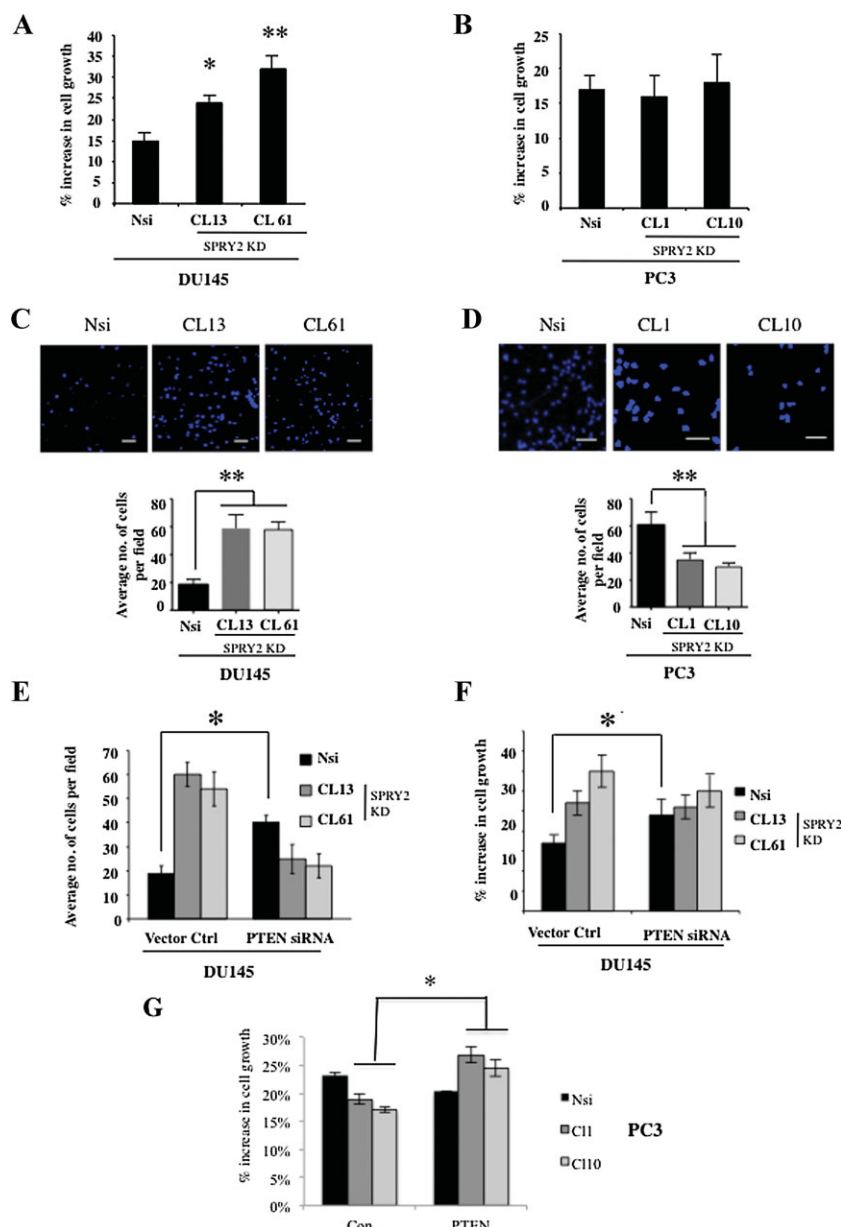 A
% increase in cell growth
40
35
30
25
20
15
10
5
0
*
**
Nsi CL13 CL 61
SPRY2 KD
DU145
B
% increase in cell growth
25
20
15
10
5
0
Nsi CL1 CL10
SPRY2 KD
PC3
C
Nsi CL13 CL61
Average no. of cells
per field
80
60
40
20
0
**
Nsi CL13 CL 61
SPRY2 KD
DU145
D
Nsi CL1 CL10
Average no. of cells
per field
80
60
40
20
0
**
Nsi CL1 CL10
SPRY2 KD
PC3
E
Average no. of cells per field
70
60
50
40
30
20
10
0
*
Nsi
CL13
CL61
SPRY2
KD
Vector Ctrl PTEN siRNA
DU145
F
% increase in cell growth
40
30
20
10
0
*
Nsi
CL13
CL61
SPRY2
KD
Vector Ctrl PTEN siRNA
DU145
G
% increase in cell growth
30%
25%
20%
15%
10%
5%
0%
*
Nsi
Cl1
Cl10
PC3
Con PTEN